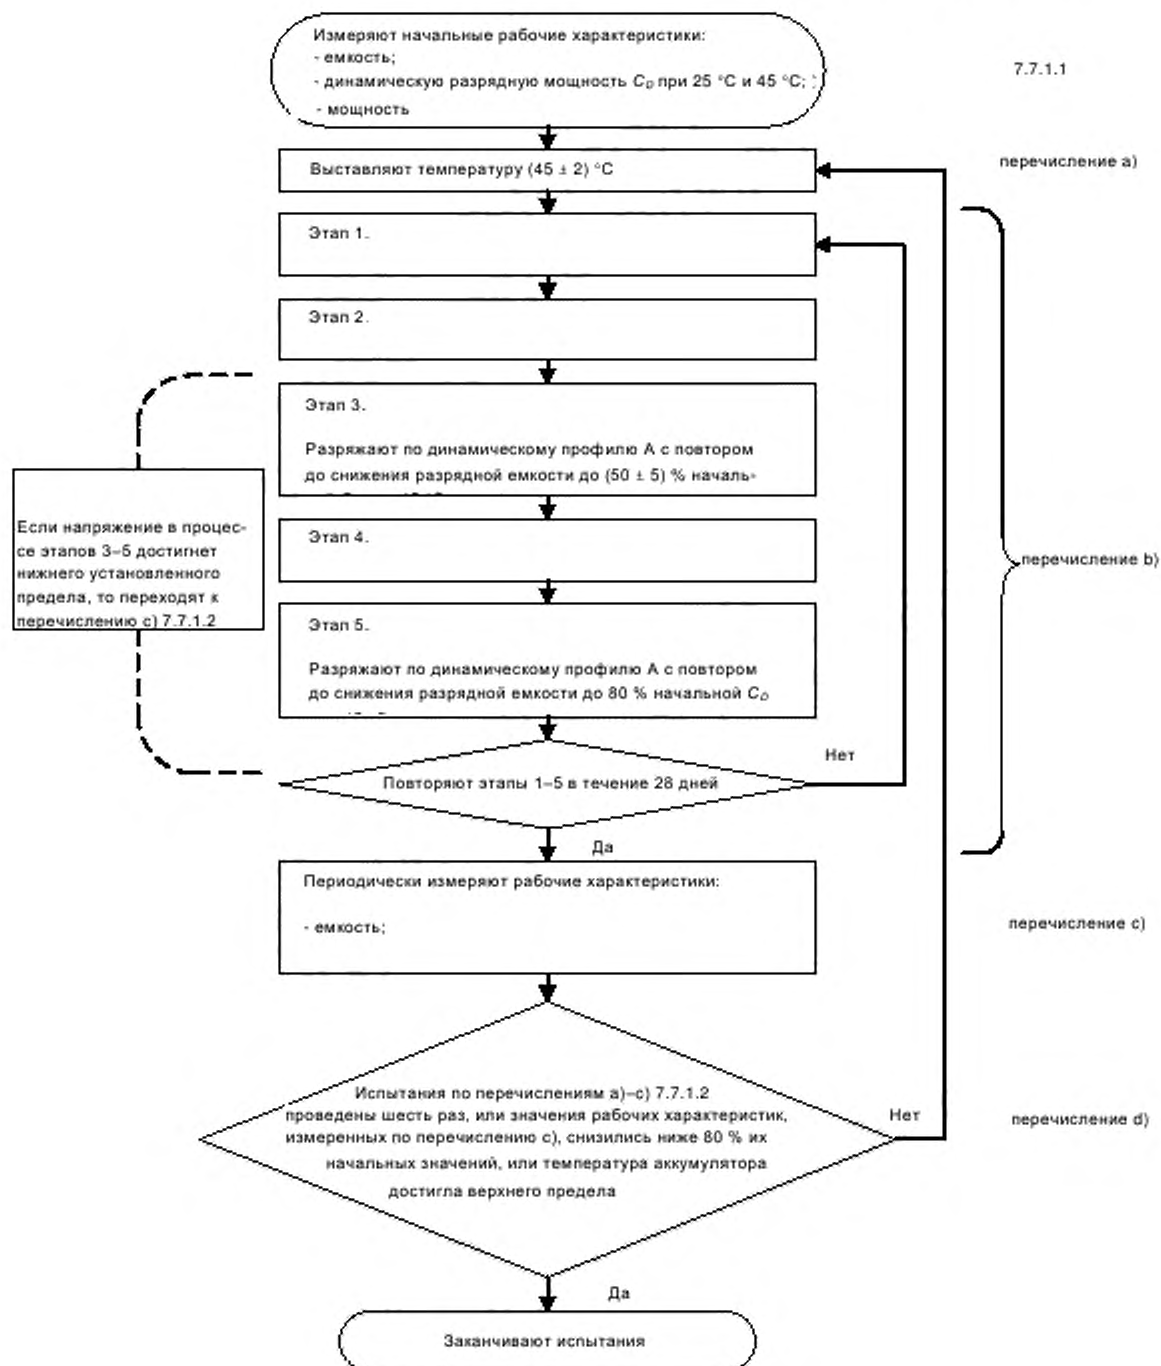 Измеряют начальные рабочие характеристики:
- емкость;
- динамическую разрядную мощность C_D при 25 °C и 45 °C;
- мощность
7.7.1.1
Выставляют температуру (45 ± 2) °C
перечисление a)
Этап 1.
Этап 2.
Этап 3.
Разряжают по динамическому профилю А с повтором
до снижения разрядной емкости до (50 ± 5) % началь-
Если напряжение в процес-
се этапов 3–5 достигнет
нижнего установленного
предела, то переходят к
перечислению c) 7.7.1.2
Этап 4.
перечисление b)
Этап 5.
Разряжают по динамическому профилю А с повтором
до снижения разрядной емкости до 80 % начальной C_D
Нет
Повторяют этапы 1–5 в течение 28 дней
Да
Периодически измеряют рабочие характеристики:
- емкость;
перечисление c)
Испытания по перечислениям a)–c) 7.7.1.2
проведены шесть раз, или значения рабочих характеристик,
измеренных по перечислению c), снизились ниже 80 % их
начальных значений, или температура аккумулятора
достигла верхнего предела
Нет
перечисление d)
Да
Заканчивают испытания